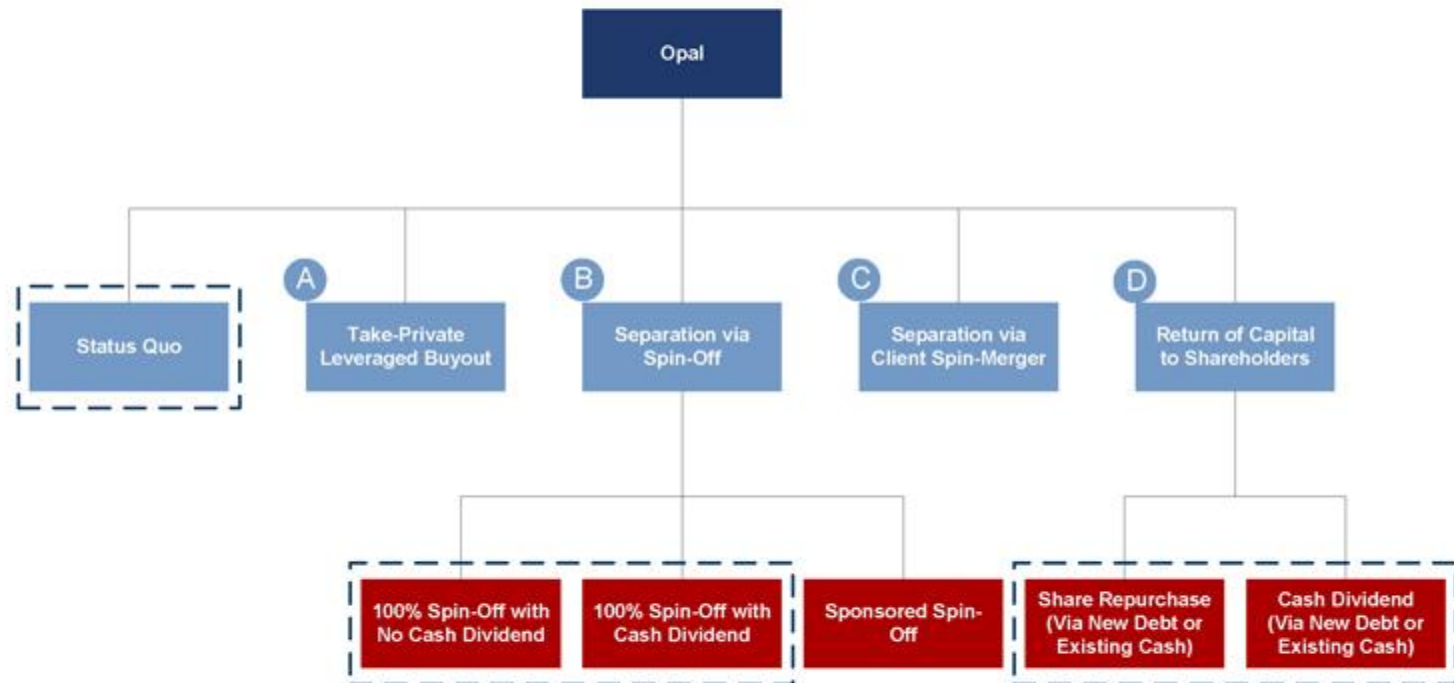 Opal
A
B
C
D
Status Quo
Take-Private
Leveraged Buyout
Separation via
Spin-Off
Separation via
Client Spin-Merger
Return of Capital
to Shareholders
100% Spin-Off with
No Cash Dividend
100% Spin-Off with
Cash Dividend
Sponsored Spin-
Off
Share Repurchase
(Via New Debt or
Existing Cash)
Cash Dividend
(Via New Debt or
Existing Cash)